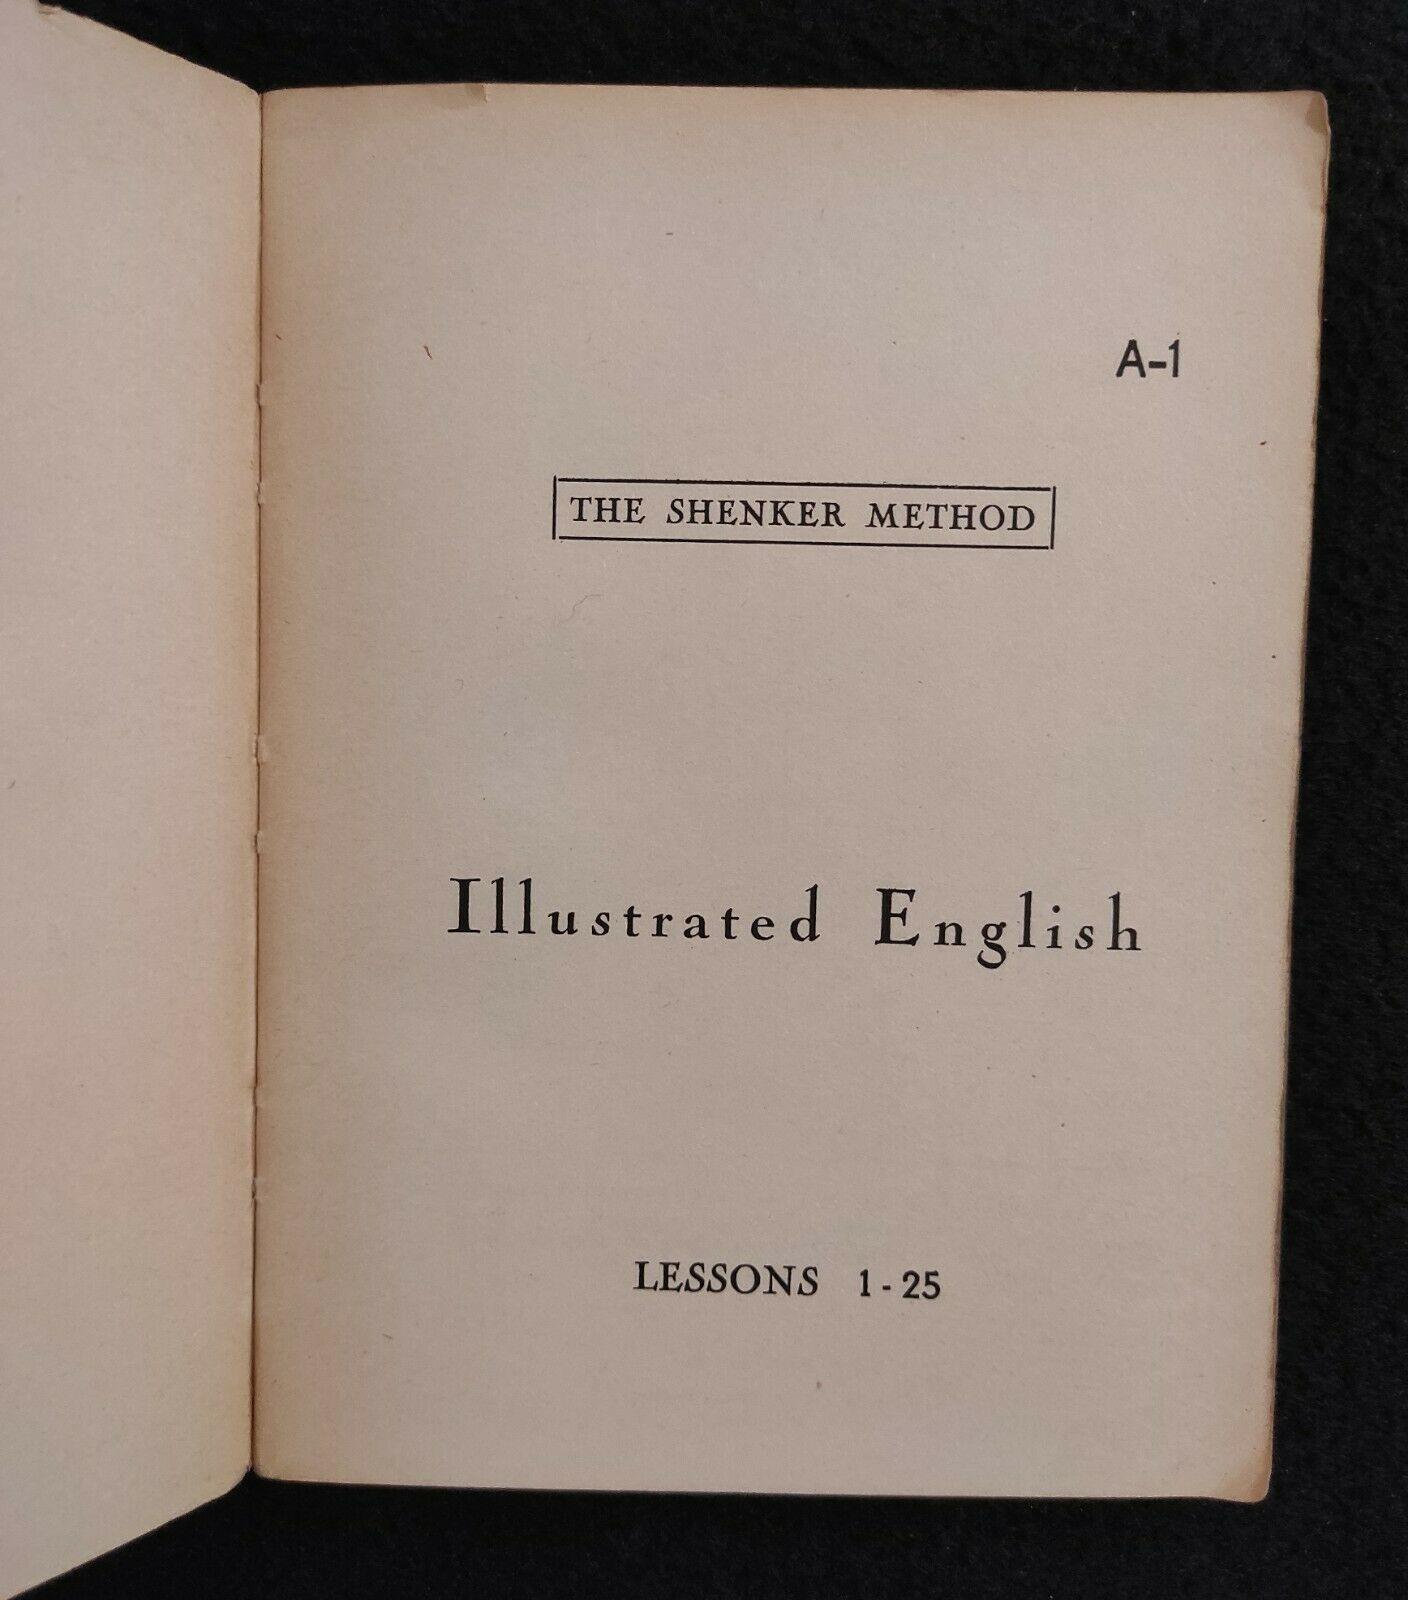 A-1
THE SHENKER METHOD
Illustrated English
LESSONS 1-25